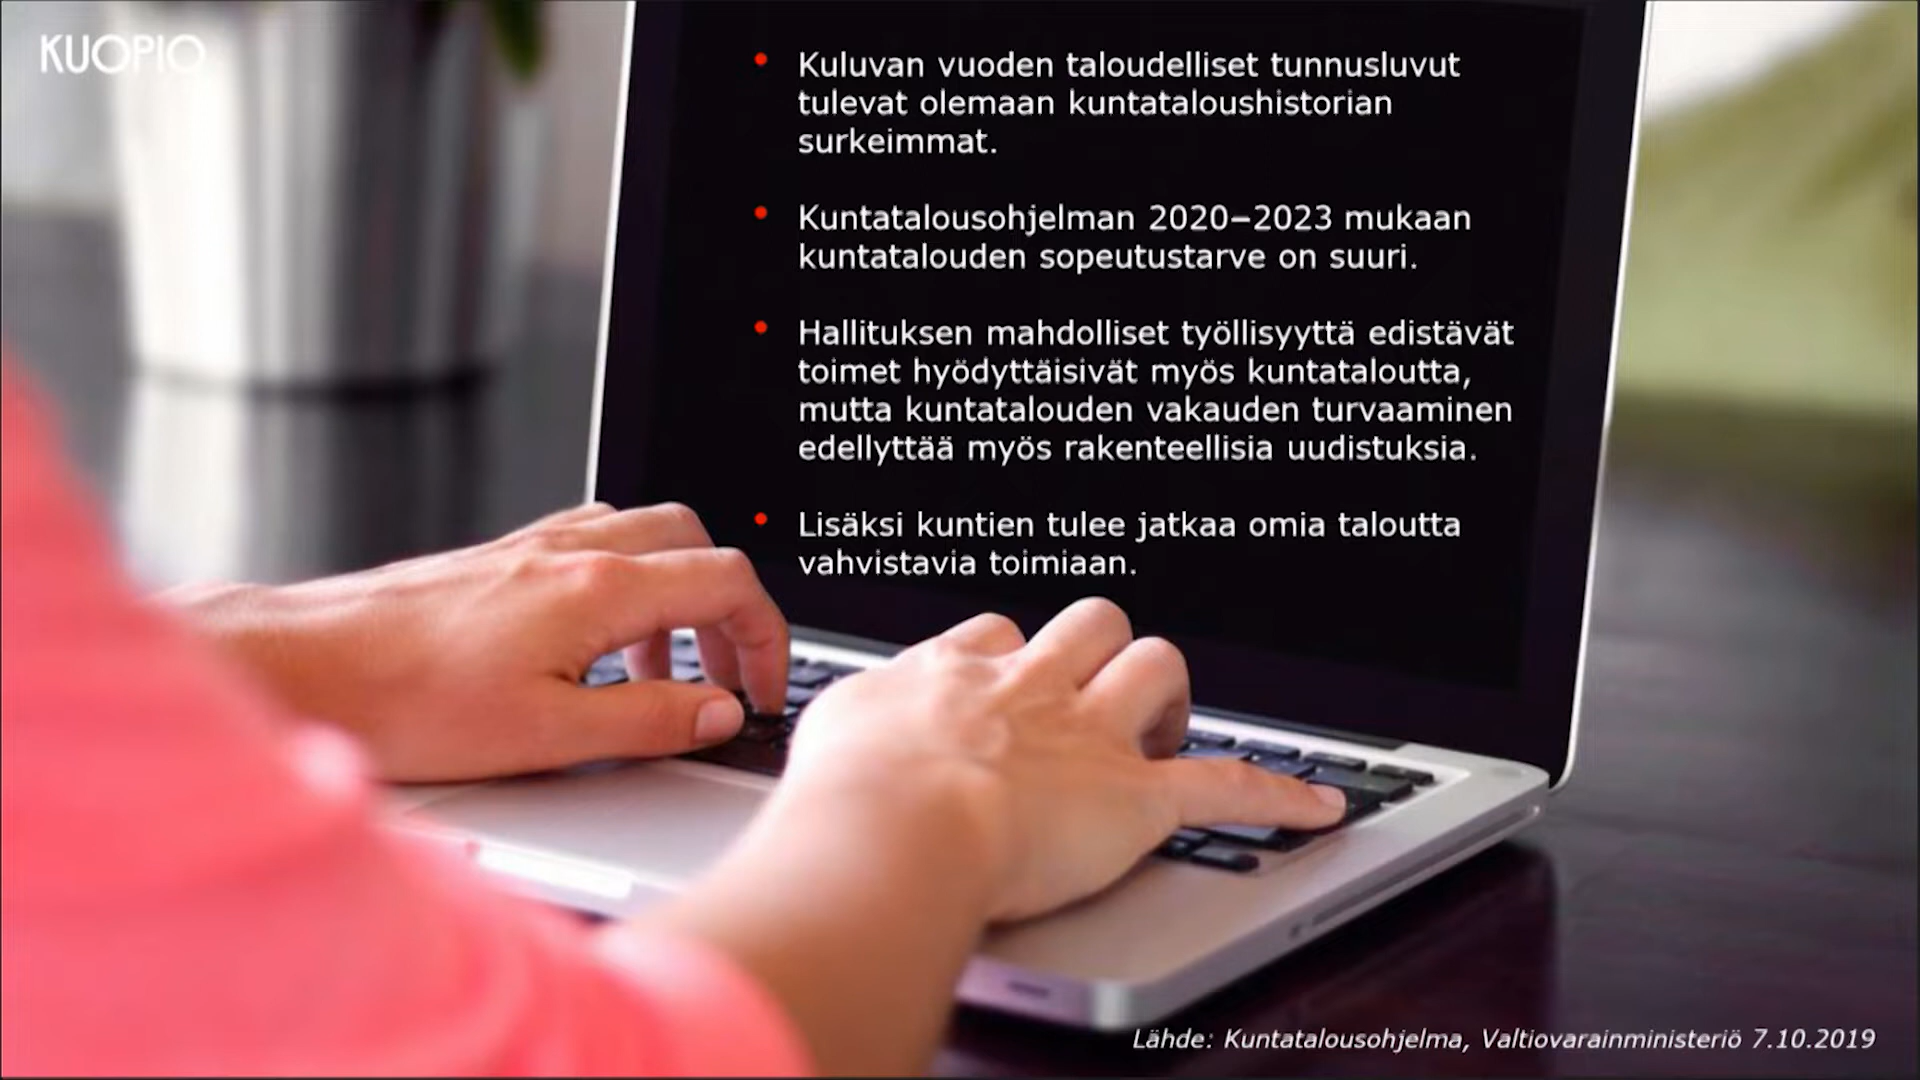 KUOPIO
• Kuluvan vuoden taloudelliset tunnusluvut
tulevat olemaan kuntataloushistorian
surkeimmat.
• Kuntatalousohjelman 2020–2023 mukaan
kuntatalouden sopeutustarve on suuri.
• Hallituksen mahdolliset työllisyyttä edistävät
toimet hyödyttäisivät myös kuntataloutta,
mutta kuntatalouden vakauden turvaaminen
edellyttää myös rakenteellisia uudistuksia.
• Lisäksi kuntien tulee jatkaa omia taloutta
vahvistavia toimiaan.
Lähde: Kuntatalousohjelma, Valtiovarainministeriö 7.10.2019